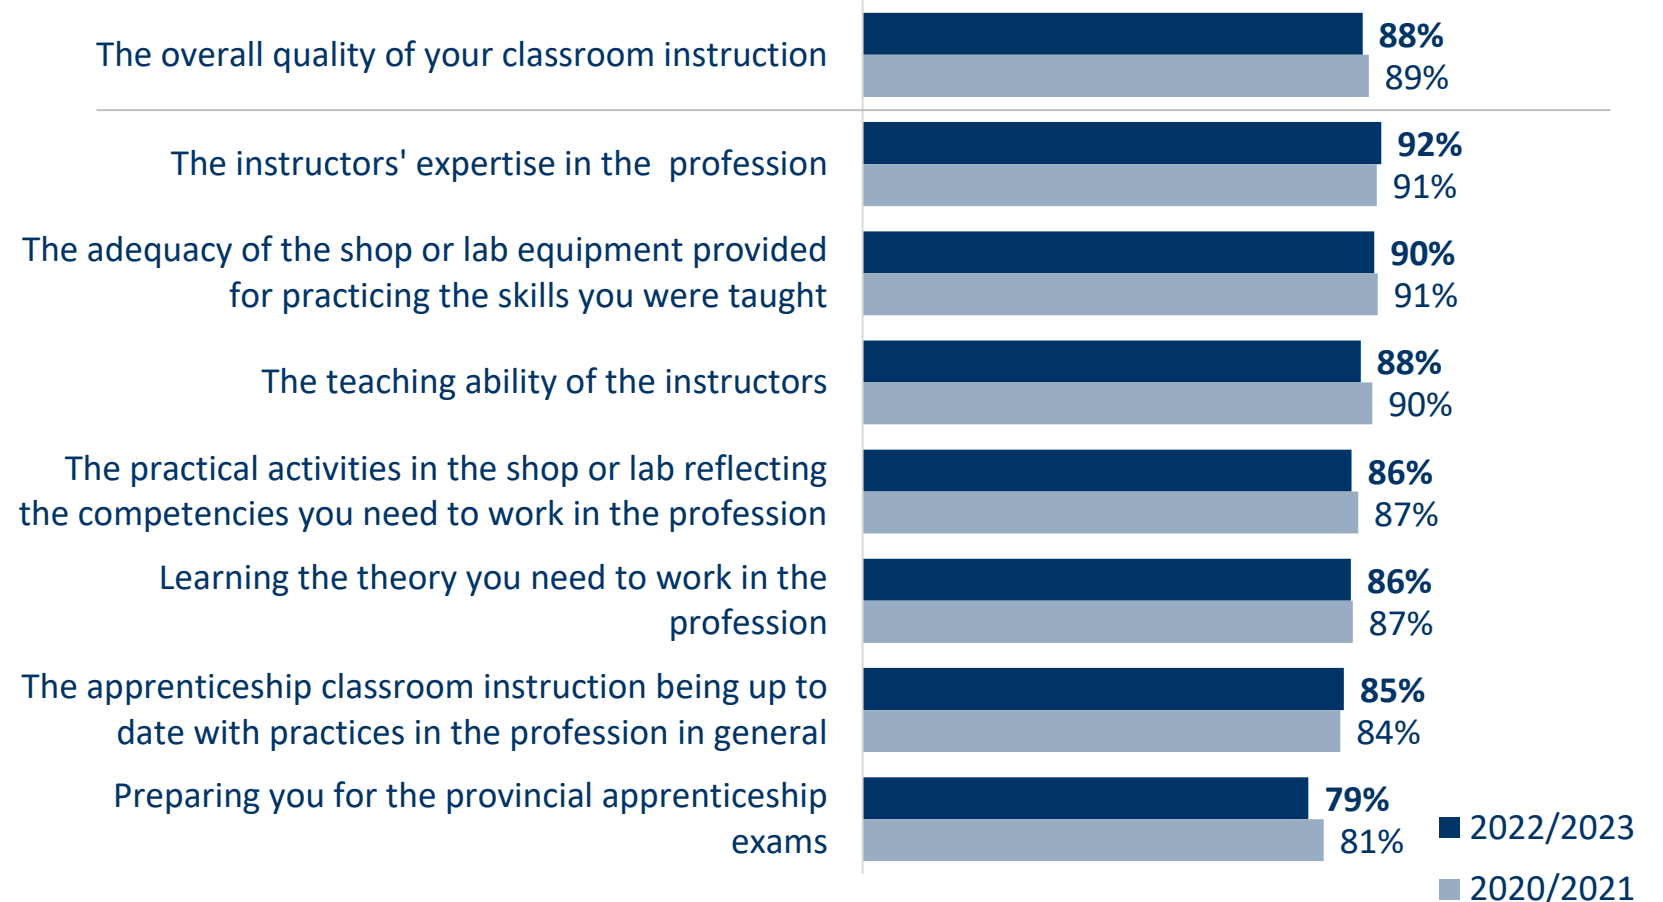 The overall quality of your classroom instruction
88%
89%
The instructors' expertise in the  profession
92%
91%
The adequacy of the shop or lab equipment provided
for practicing the skills you were taught
90%
91%
The teaching ability of the instructors
88%
90%
The practical activities in the shop or lab reflecting
the competencies you need to work in the profession
86%
87%
Learning the theory you need to work in the
profession
86%
87%
The apprenticeship classroom instruction being up to
date with practices in the profession in general
85%
84%
Preparing you for the provincial apprenticeship
exams
79%
81%
2022/2023
2020/2021